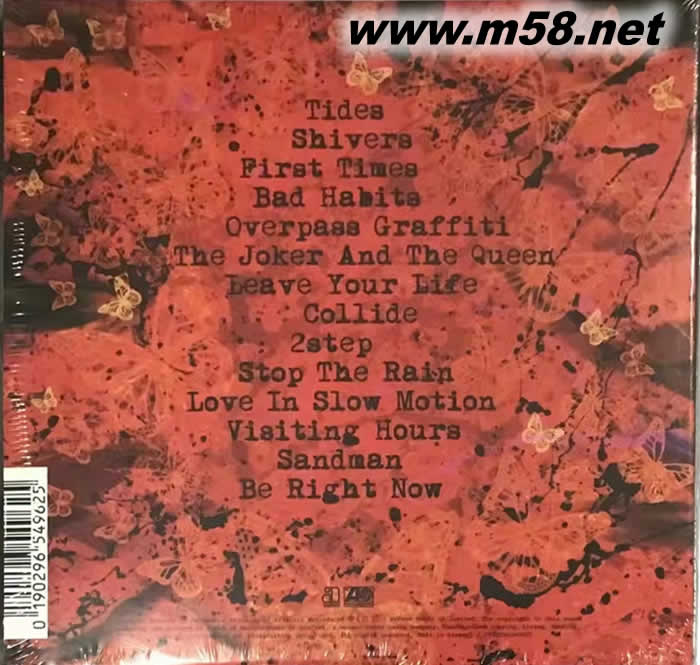 www.m58.net
Tides
Shivers
First Times
Bad Habits
Overpass Graffiti
The Joker And The Queen
Leave Your Life
Collide
2step
Stop The Rain
Love In Slow Motion
Visiting Hours
Sandman
Be Right Now
0 190296 549625